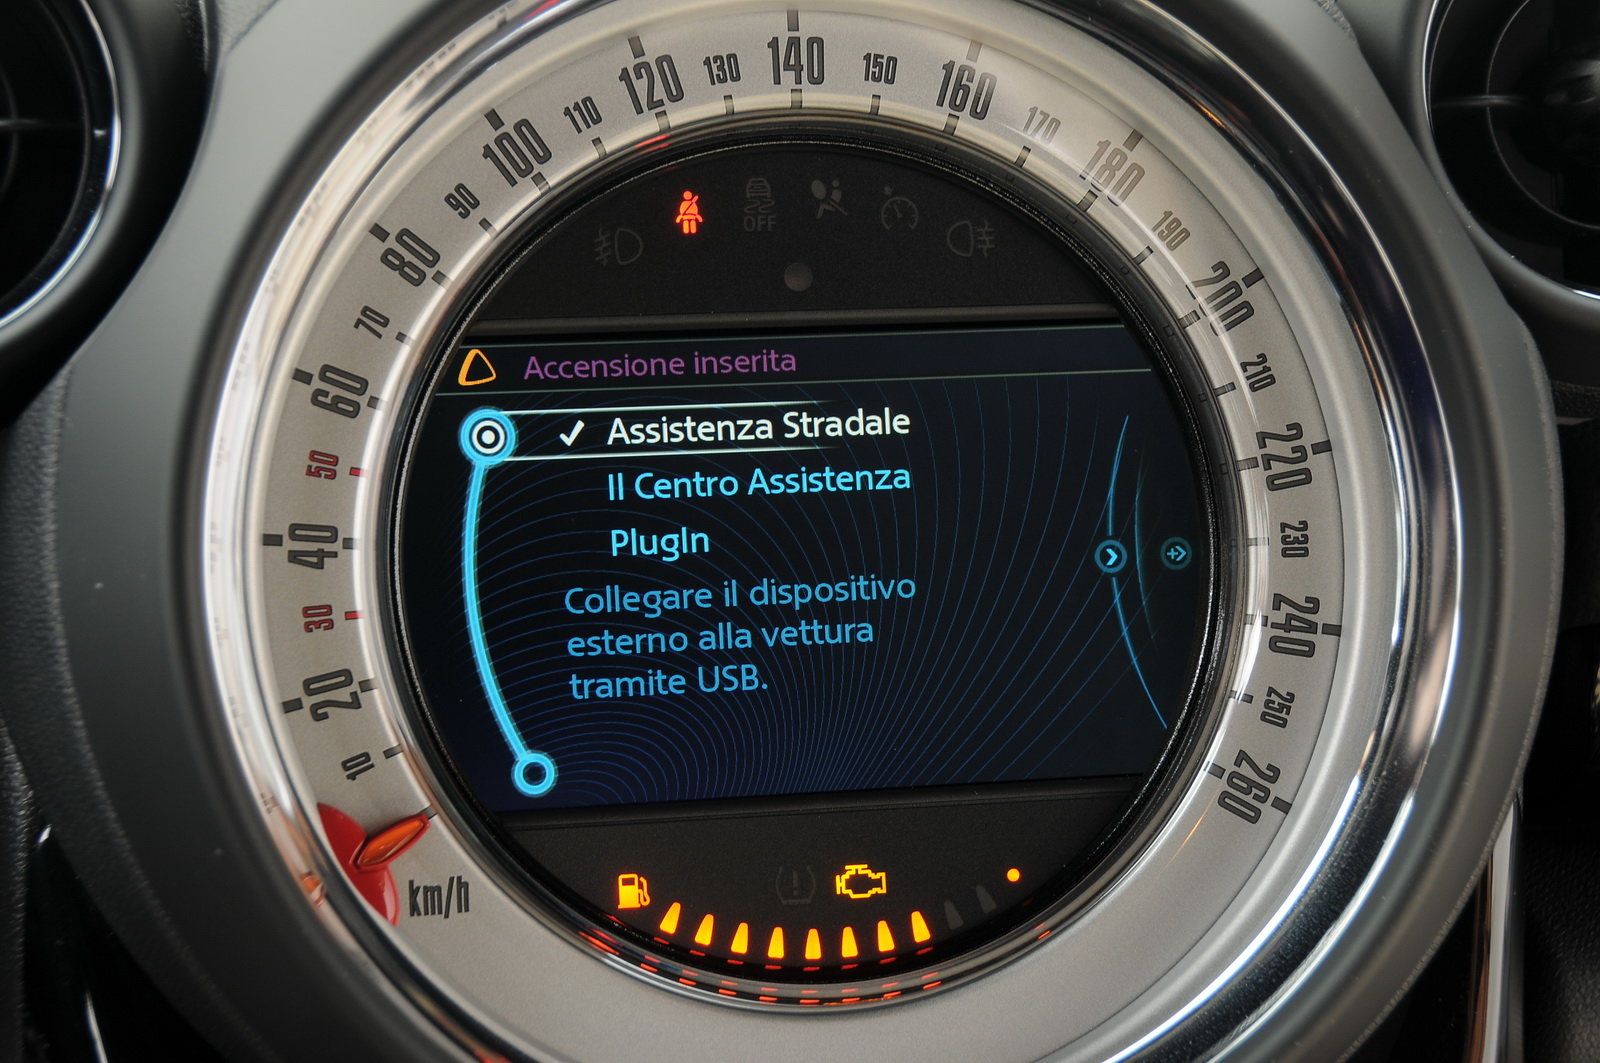 10
20
30
40
50
60
70
80
90
100
110
120
130
140
150
160
170
180
190
200
210
220
230
240
250
260
km/h
OFF
Accensione inserita
Assistenza Stradale
Il Centro Assistenza
PlugIn
Collegare il dispositivo
esterno alla vettura
tramite USB.